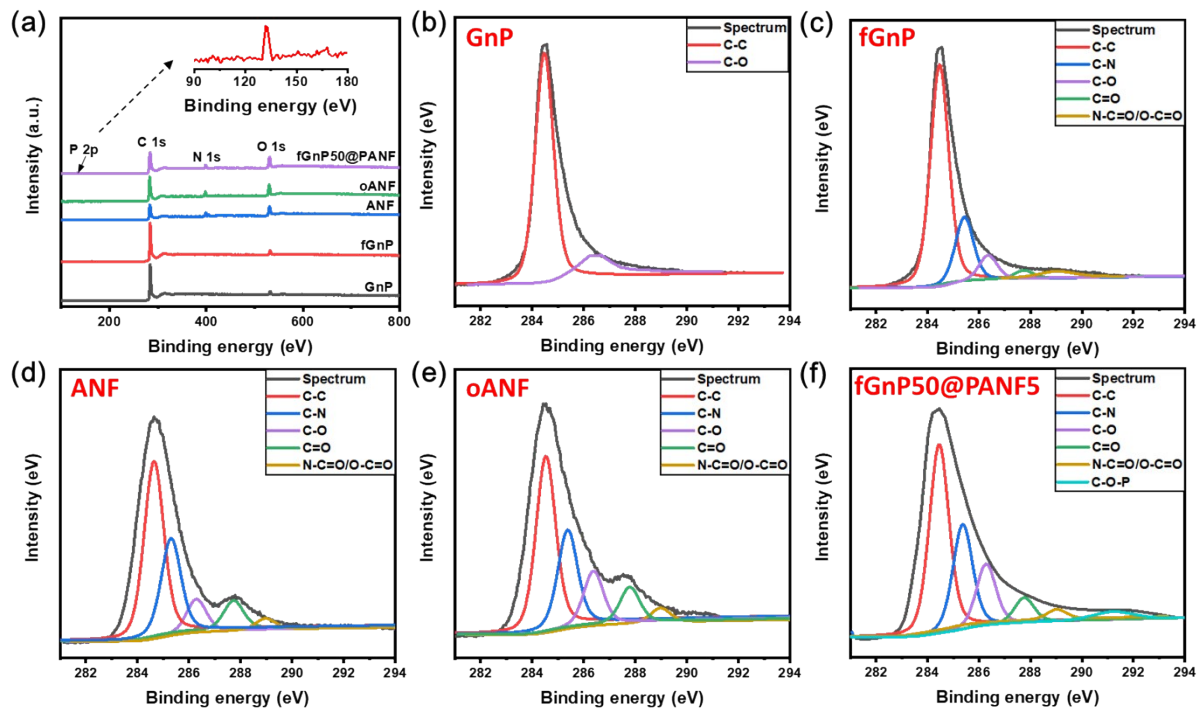 (a)
90 120 150 180
Binding energy (eV)
P 2p
C 1s
N 1s
O 1s
fGnP50@PANF
oANF
ANF
fGnP
GnP
200 400 600 800
Binding energy (eV)
Intensity (a.u.)
(b)
GnP
Spectrum
C-C
C-O
282 284 286 288 290 292 294
Binding energy (eV)
Intensity (eV)
(c)
fGnP
Spectrum
C-C
C-N
C-O
C=O
N-C=O/O-C=O
282 284 286 288 290 292 294
Binding energy (eV)
Intensity (eV)
(d)
ANF
Spectrum
C-C
C-N
C-O
C=O
N-C=O/O-C=O
282 284 286 288 290 292 294
Binding energy (eV)
Intensity (eV)
(e)
oANF
Spectrum
C-C
C-N
C-O
C=O
N-C=O/O-C=O
282 284 286 288 290 292 294
Binding energy (eV)
Intensity (eV)
(f)
fGnP50@PANF5
Spectrum
C-C
C-N
C-O
C=O
N-C=O/O-C=O
C-O-P
282 284 286 288 290 292 294
Binding energy (eV)
Intensity (eV)